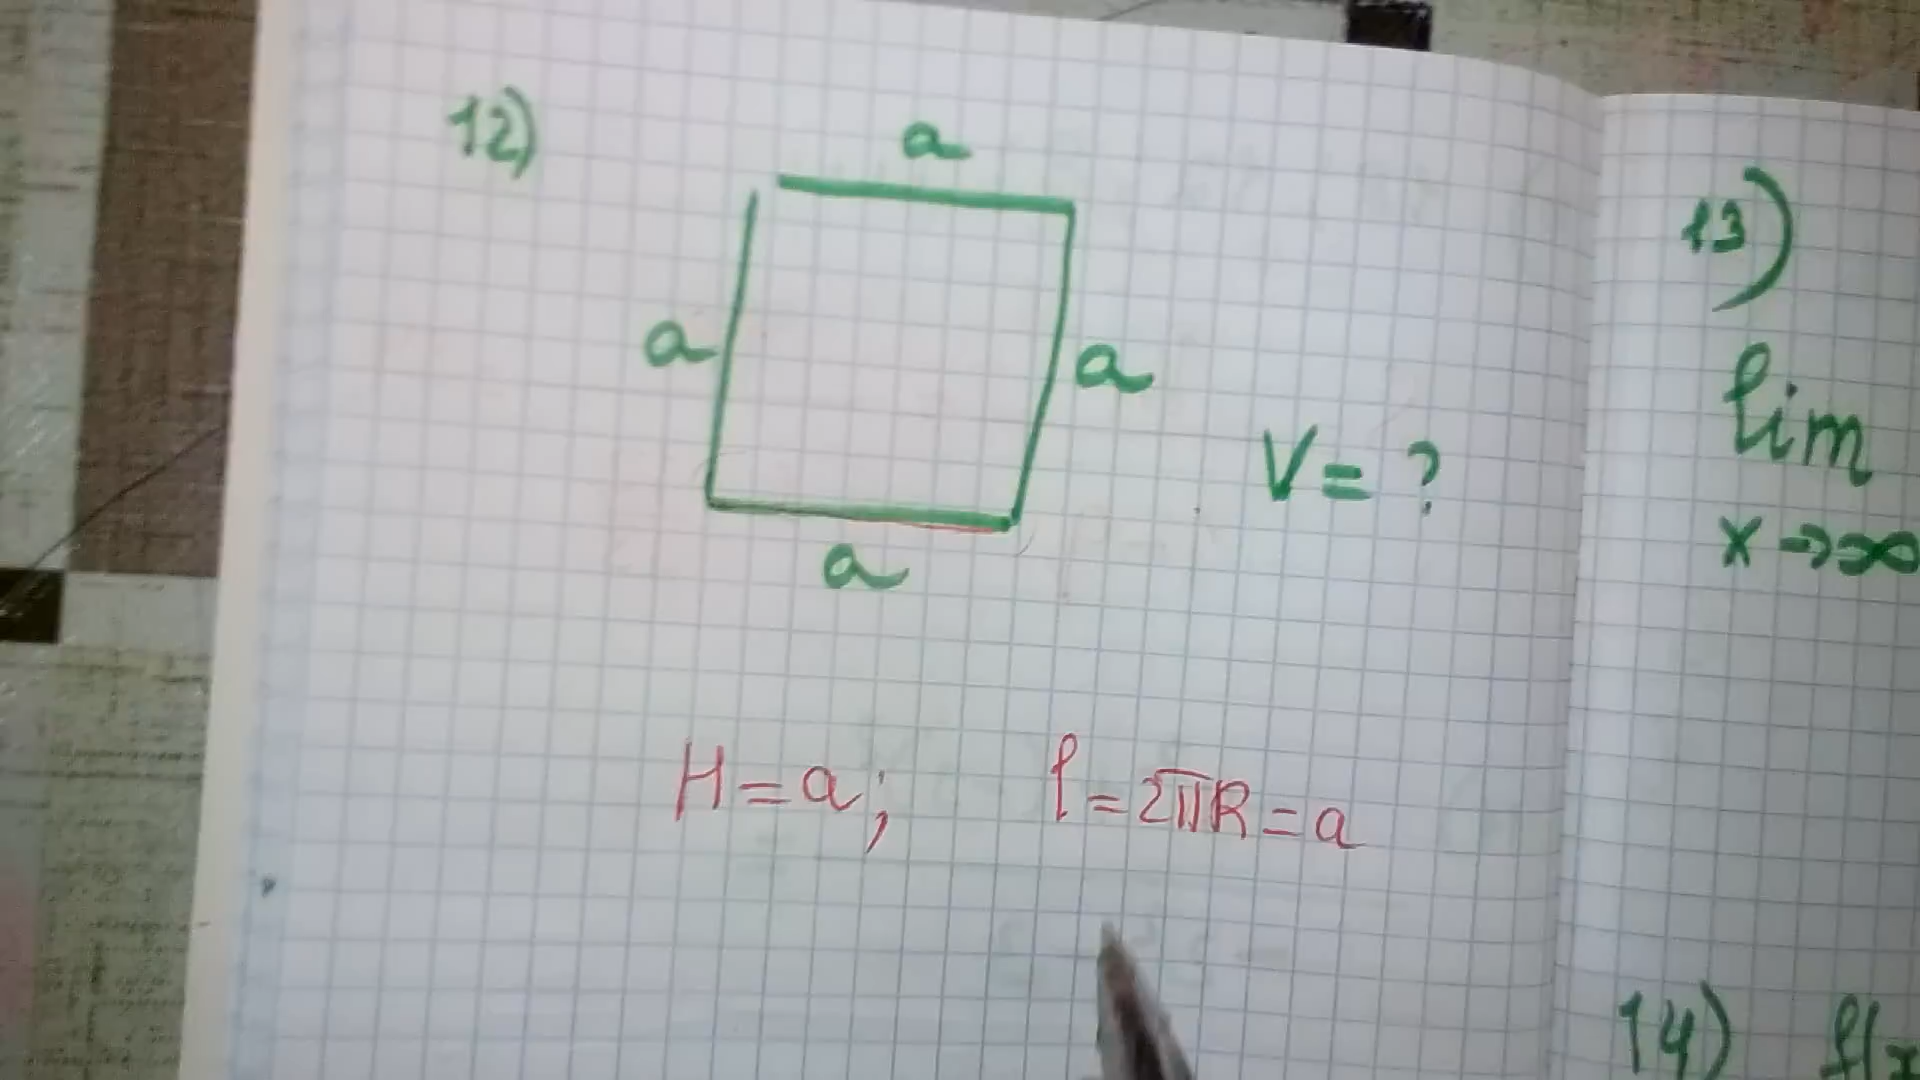 12)
a
a
a
a
V = ?
H = a; l = 2πR = a
13)
lim
x→∞
14) f(x